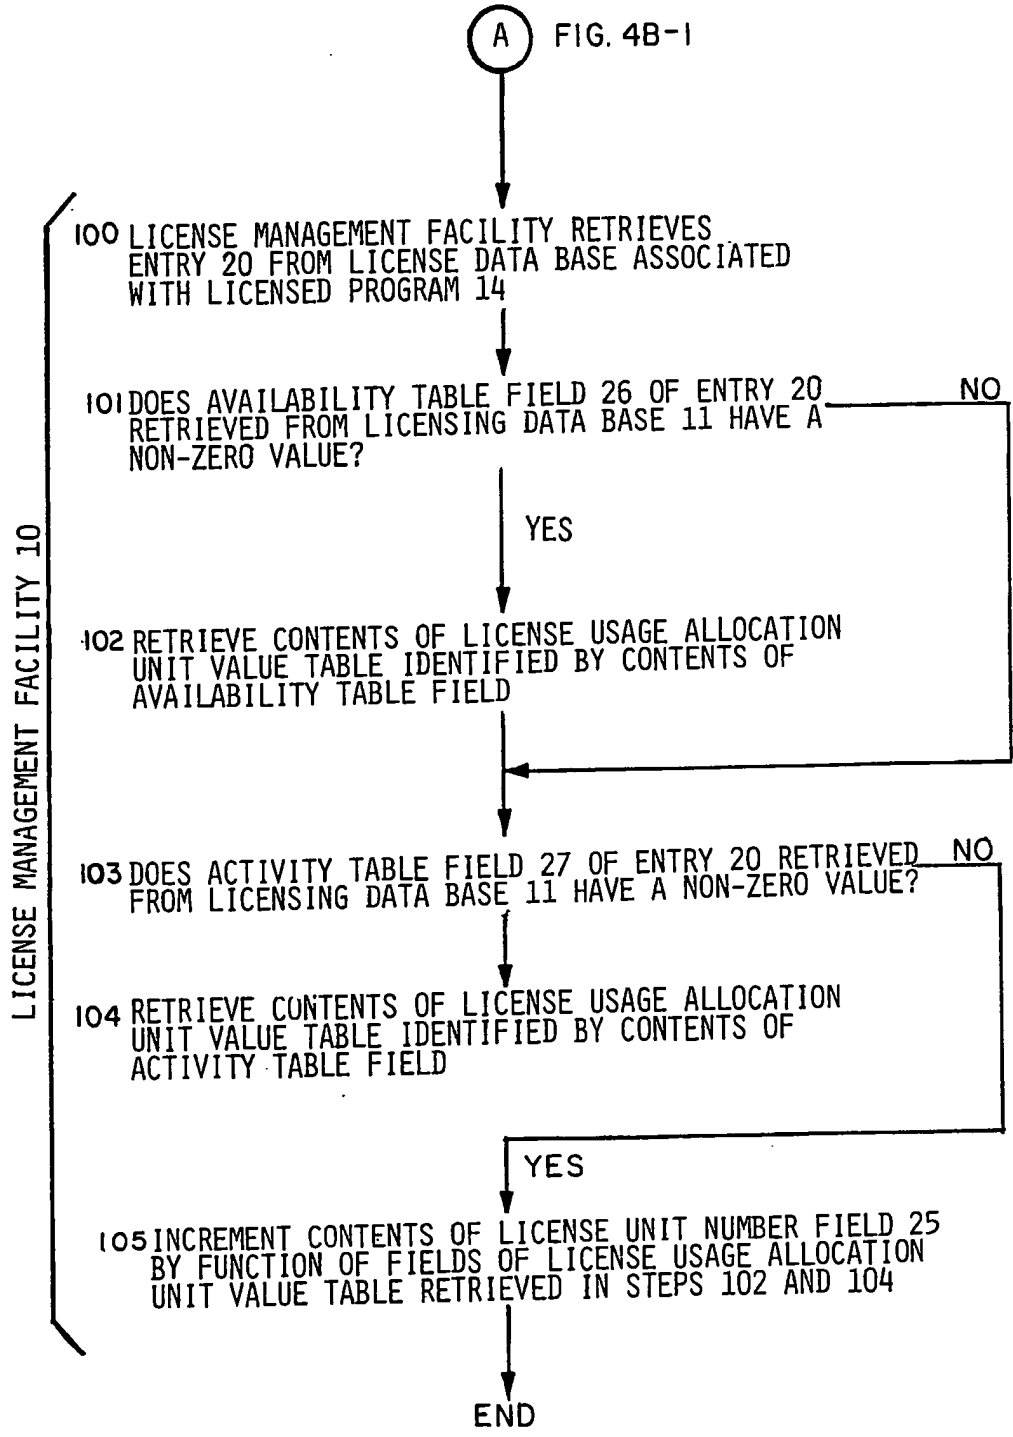 A FIG. 4B-1
100 LICENSE MANAGEMENT FACILITY RETRIEVES
ENTRY 20 FROM LICENSE DATA BASE ASSOCIATED
WITH LICENSED PROGRAM 14
101 DOES AVAILABILITY TABLE FIELD 26 OF ENTRY 20 NO
RETRIEVED FROM LICENSING DATA BASE 11 HAVE A
NON-ZERO VALUE?
YES
102 RETRIEVE CONTENTS OF LICENSE USAGE ALLOCATION
UNIT VALUE TABLE IDENTIFIED BY CONTENTS OF
AVAILABILITY TABLE FIELD
103 DOES ACTIVITY TABLE FIELD 27 OF ENTRY 20 RETRIEVED NO
FROM LICENSING DATA BASE 11 HAVE A NON-ZERO VALUE?
104 RETRIEVE CONTENTS OF LICENSE USAGE ALLOCATION
UNIT VALUE TABLE IDENTIFIED BY CONTENTS OF
ACTIVITY TABLE FIELD
YES
105 INCREMENT CONTENTS OF LICENSE UNIT NUMBER FIELD 25
BY FUNCTION OF FIELDS OF LICENSE USAGE ALLOCATION
UNIT VALUE TABLE RETRIEVED IN STEPS 102 AND 104
END
LICENSE MANAGEMENT FACILITY 10